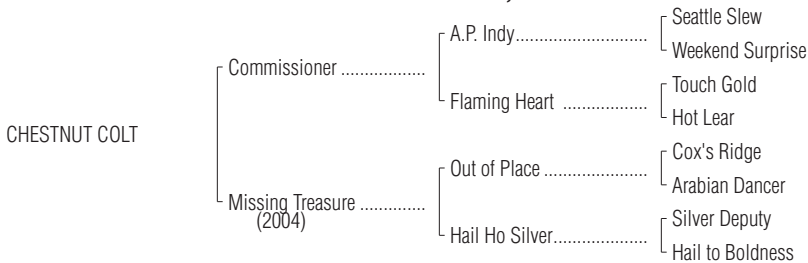 Seattle Slew
A.P. Indy
Weekend Surprise
Commissioner
Touch Gold
Flaming Heart
Hot Lear
CHESTNUT COLT
Cox's Ridge
Out of Place
Arabian Dancer
Missing Treasure
(2004)
Silver Deputy
Hail Ho Silver
Hail to Boldness